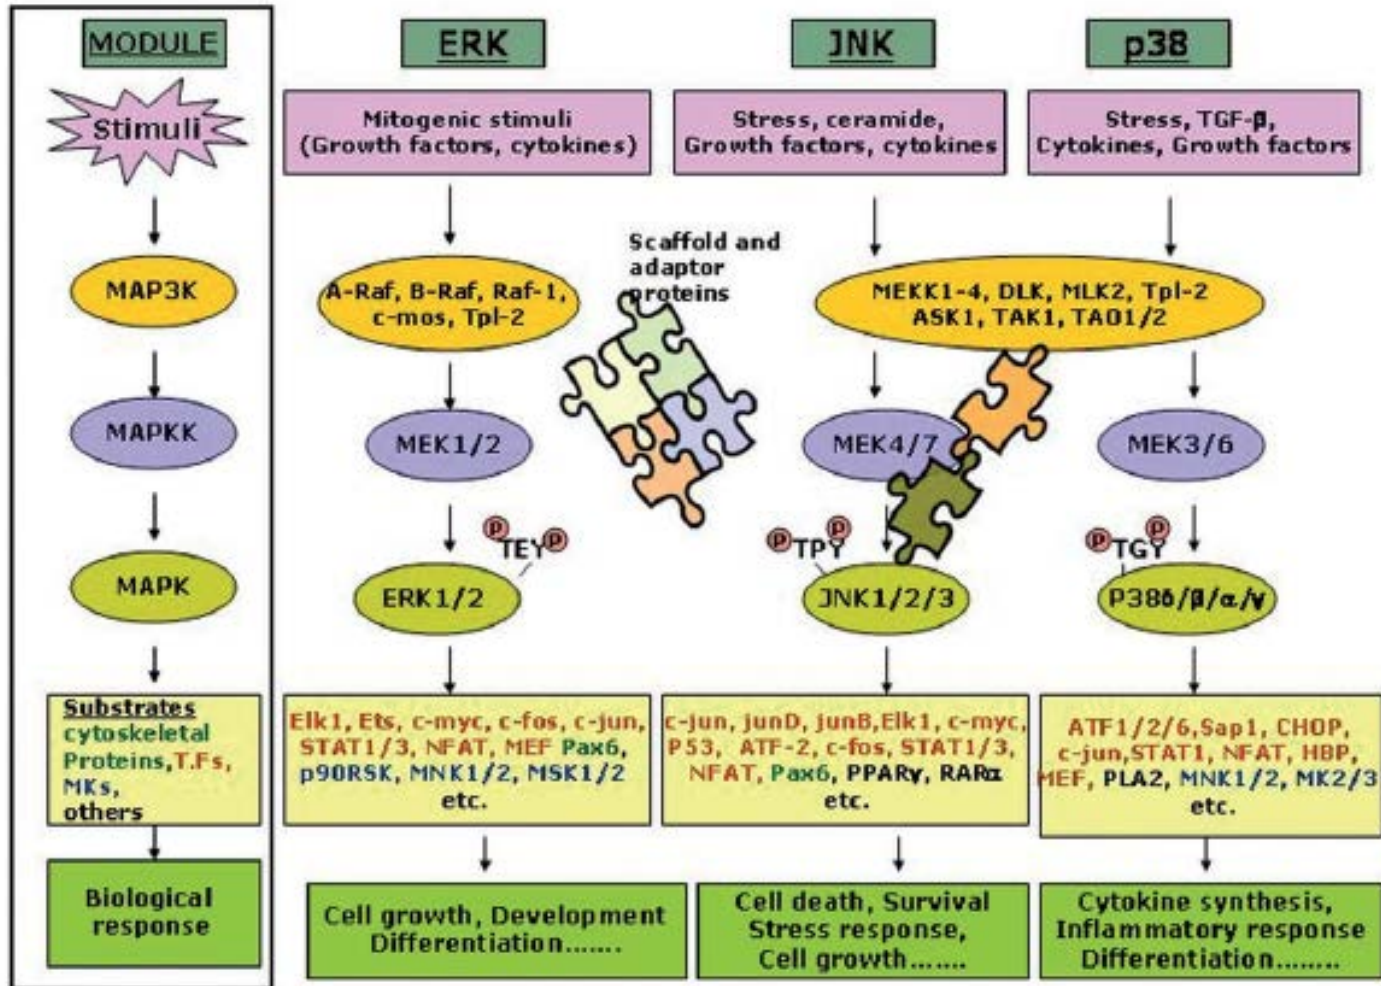 MODULE
Stimuli
MAP3K
MAPKK
MAPK
Substrates
cytoskeletal
Proteins,T.Fs,
MKs,
others
Biological
response
ERK
Mitogenic stimuli
(Growth factors, cytokines)
A-Raf, B-Raf, Raf-1,
c-mos, Tpl-2
MEK1/2
P
TEY
P
ERK1/2
Elk1, Ets, c-myc, c-fos, c-jun,
STAT1/3, NFAT, MEF Pax6,
p90RSK, MNK1/2, MSK1/2
etc.
Cell growth, Development
Differentiation.......
Scaffold and
adaptor
proteins
JNK
Stress, ceramide,
Growth factors, cytokines
MEKK1-4, DLK, MLK2, Tpl-2
ASK1, TAK1, TAO1/2
MEK4/7
P
TPY
P
JNK1/2/3
c-jun, junD, junB,Elk1, c-myc,
P53, ATF-2, c-fos, STAT1/3,
NFAT, Pax6, PPARγ, RARα
etc.
Cell death, Survival
Stress response,
Cell growth.......
p38
Stress, TGF-β,
Cytokines, Growth factors
MEK3/6
P
TGY
P
P38δ/β/α/γ
ATF1/2/6,Sap1, CHOP,
c-jun,STAT1, NFAT, HBP,
MEF, PLA2, MNK1/2, MK2/3
etc.
Cytokine synthesis,
Inflammatory response
Differentiation........